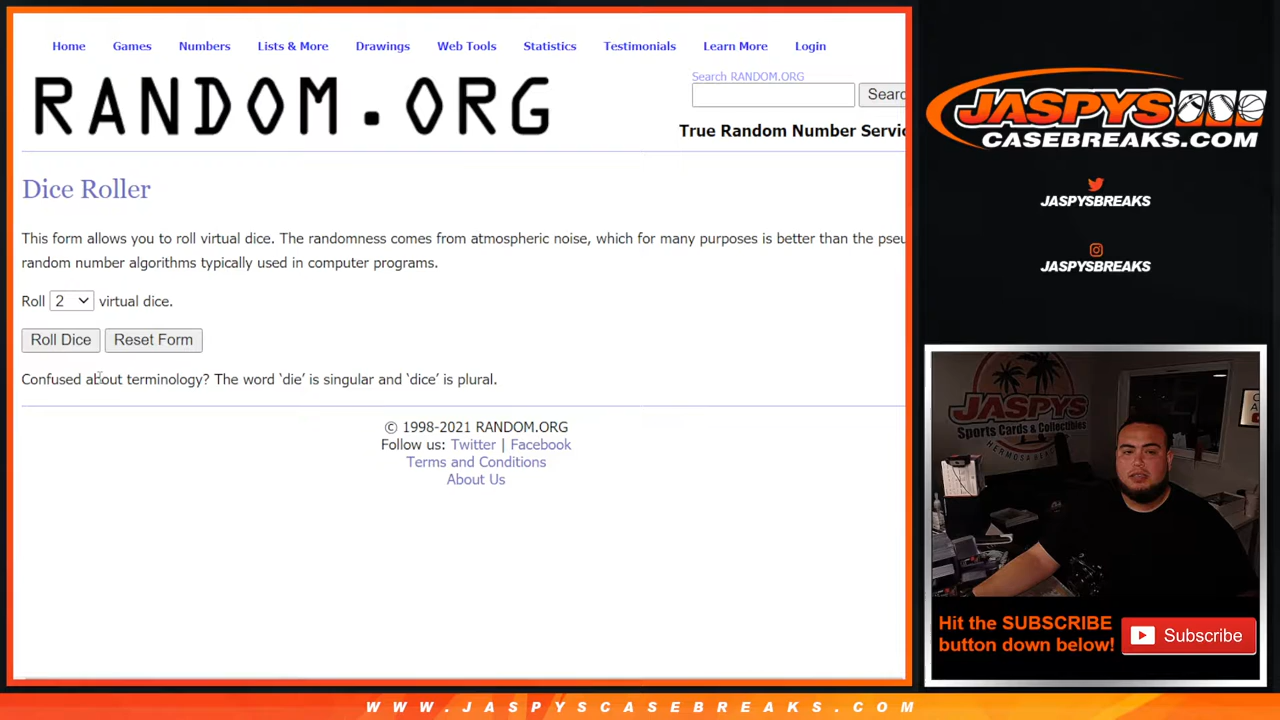 Home Games Numbers Lists & More Drawings Web Tools Statistics Testimonials Learn More Login
RANDOM.ORG
Search RANDOM.ORG
Searc
True Random Number Servic
Dice Roller
This form allows you to roll virtual dice. The randomness comes from atmospheric noise, which for many purposes is better than the pseu
random number algorithms typically used in computer programs.
Roll 2 virtual dice.
Roll Dice Reset Form
Confused about terminology? The word ‘die’ is singular and ‘dice’ is plural.
© 1998-2021 RANDOM.ORG
Follow us: Twitter | Facebook
Terms and Conditions
About Us
JASPYS
CASEBREAKS.COM
JASPYSBREAKS
JASPYSBREAKS
JASPYS
Sports Cards & Collectibles
HERMOSA BEA
Hit the SUBSCRIBE
button down below!
Subscribe
WWW.JASPYSCASEBREAKS.COM